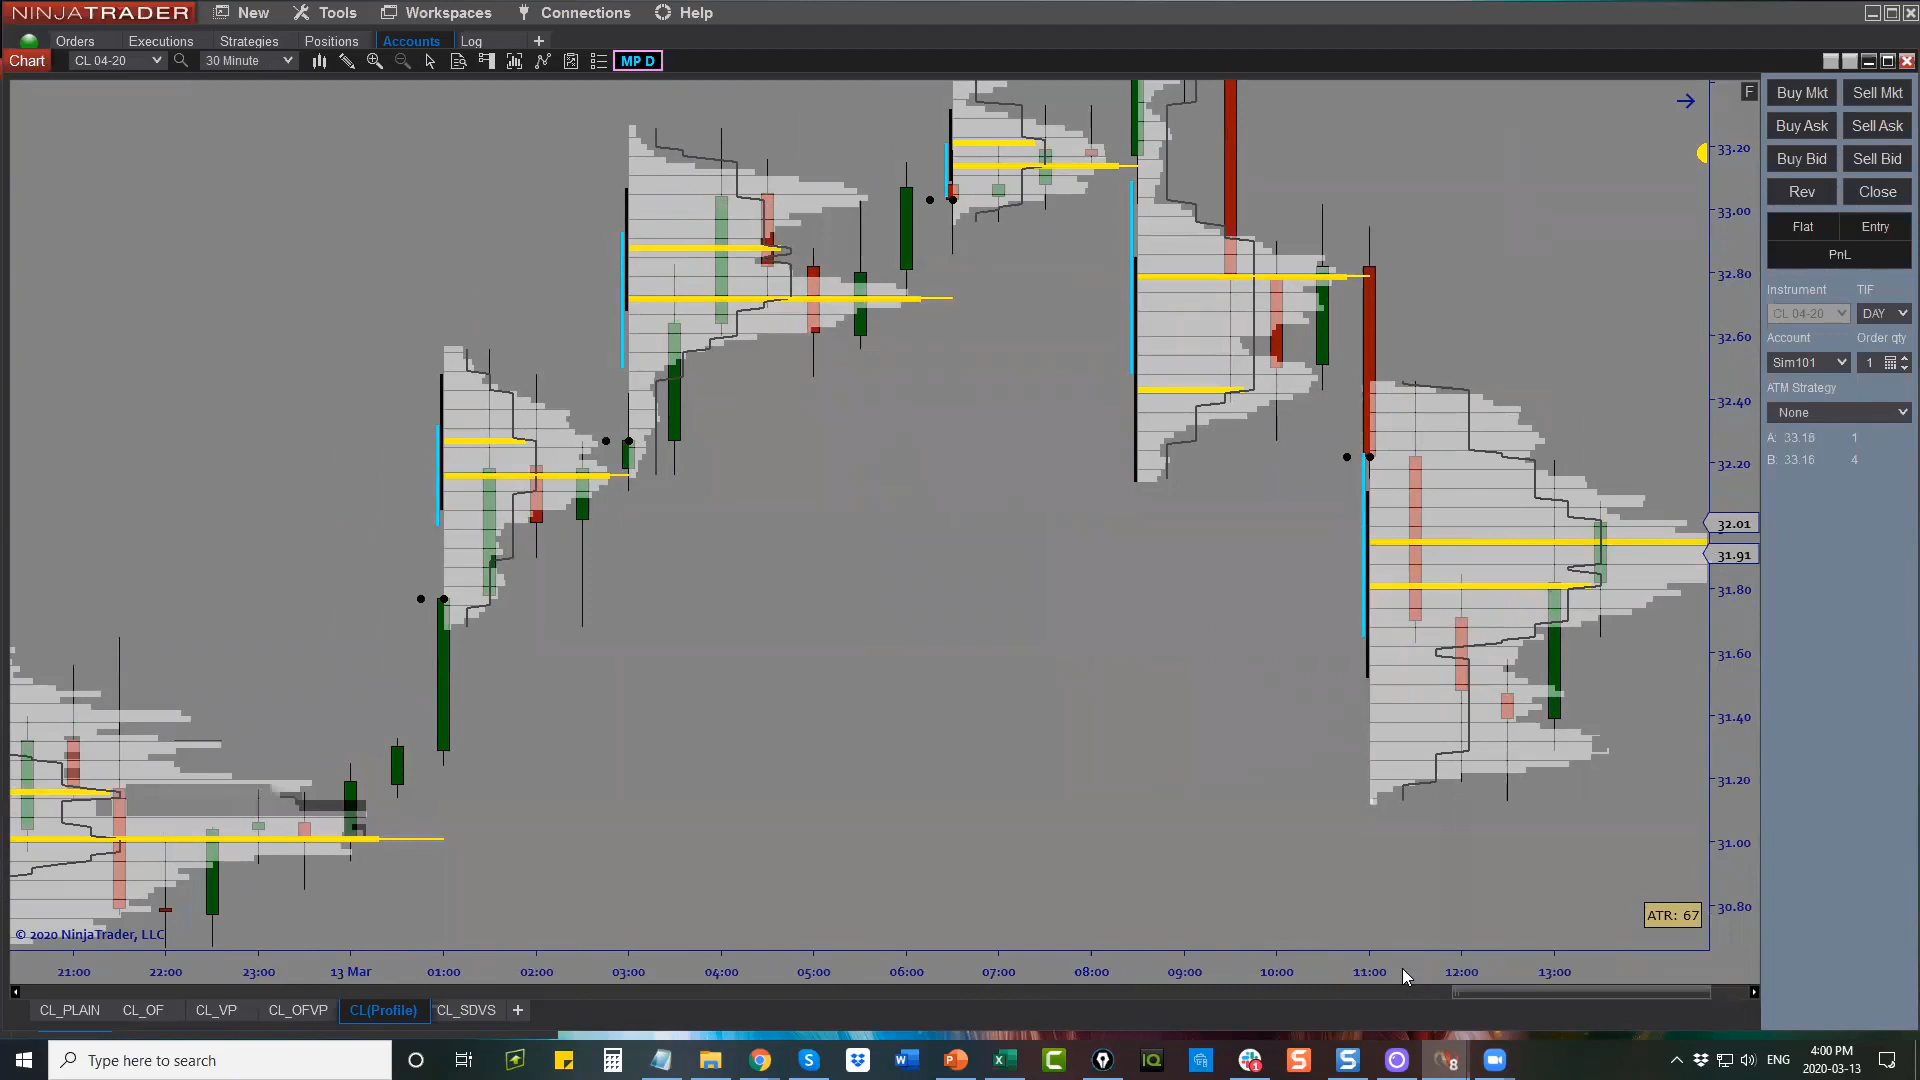 NINJATRADER New Tools Workspaces Connections Help
Orders Executions Strategies Positions Accounts Log +
Chart CL 04-20 30 Minute MP D
F
Buy Mkt Sell Mkt
Buy Ask Sell Ask
Buy Bid Sell Bid
Rev Close
Flat Entry
PnL
Instrument TIF
CL 04-20 DAY
Account Order qty
Sim101 1
ATM Strategy
None
A: 33.18 1
B: 33.16 4
33.20
33.00
32.80
32.60
32.40
32.20
32.01
31.91
31.80
31.60
31.40
31.20
31.00
30.80
ATR: 67
© 2020 NinjaTrader, LLC
21:00 22:00 23:00 13 Mar 01:00 02:00 03:00 04:00 05:00 06:00 07:00 08:00 09:00 10:00 11:00 12:00 13:00
CL_PLAIN CL_OF CL_VP CL_OFVP CL(Profile) CL_SDVS +
Type here to search
ENG
4:00 PM
2020-03-13